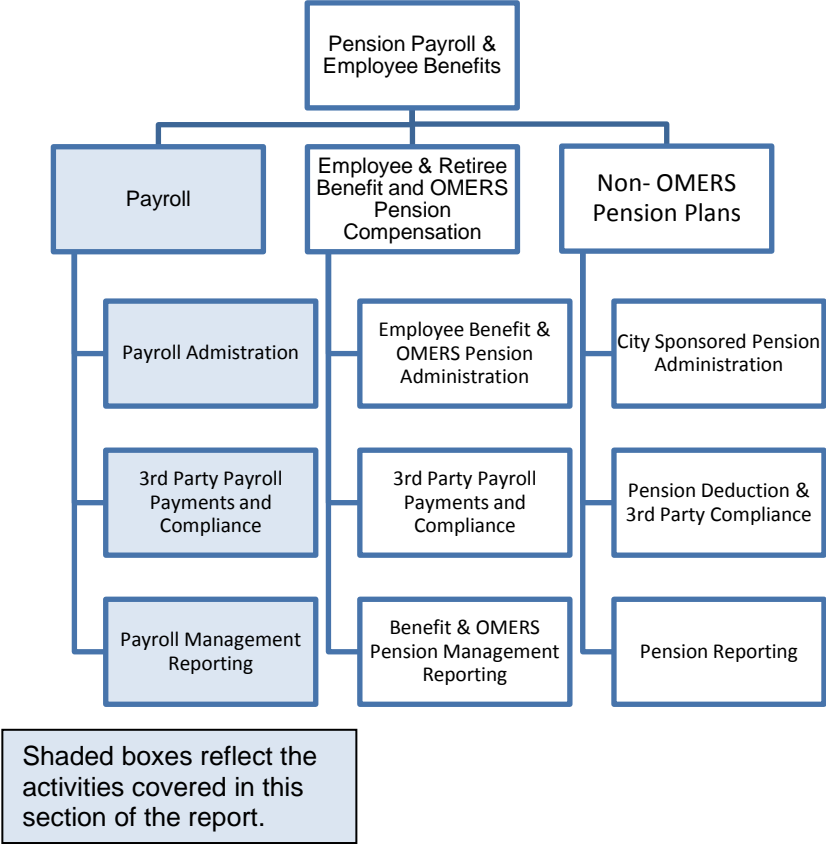 Pension Payroll &
Employee Benefits
Payroll
Employee & Retiree
Benefit and OMERS
Pension
Compensation
Non- OMERS
Pension Plans
Payroll Admistration
Employee Benefit &
OMERS Pension
Administration
City Sponsored Pension
Administration
3rd Party Payroll
Payments and
Compliance
3rd Party Payroll
Payments and
Compliance
Pension Deduction &
3rd Party Compliance
Payroll Management
Reporting
Benefit & OMERS
Pension Management
Reporting
Pension Reporting
Shaded boxes reflect the
activities covered in this
section of the report.